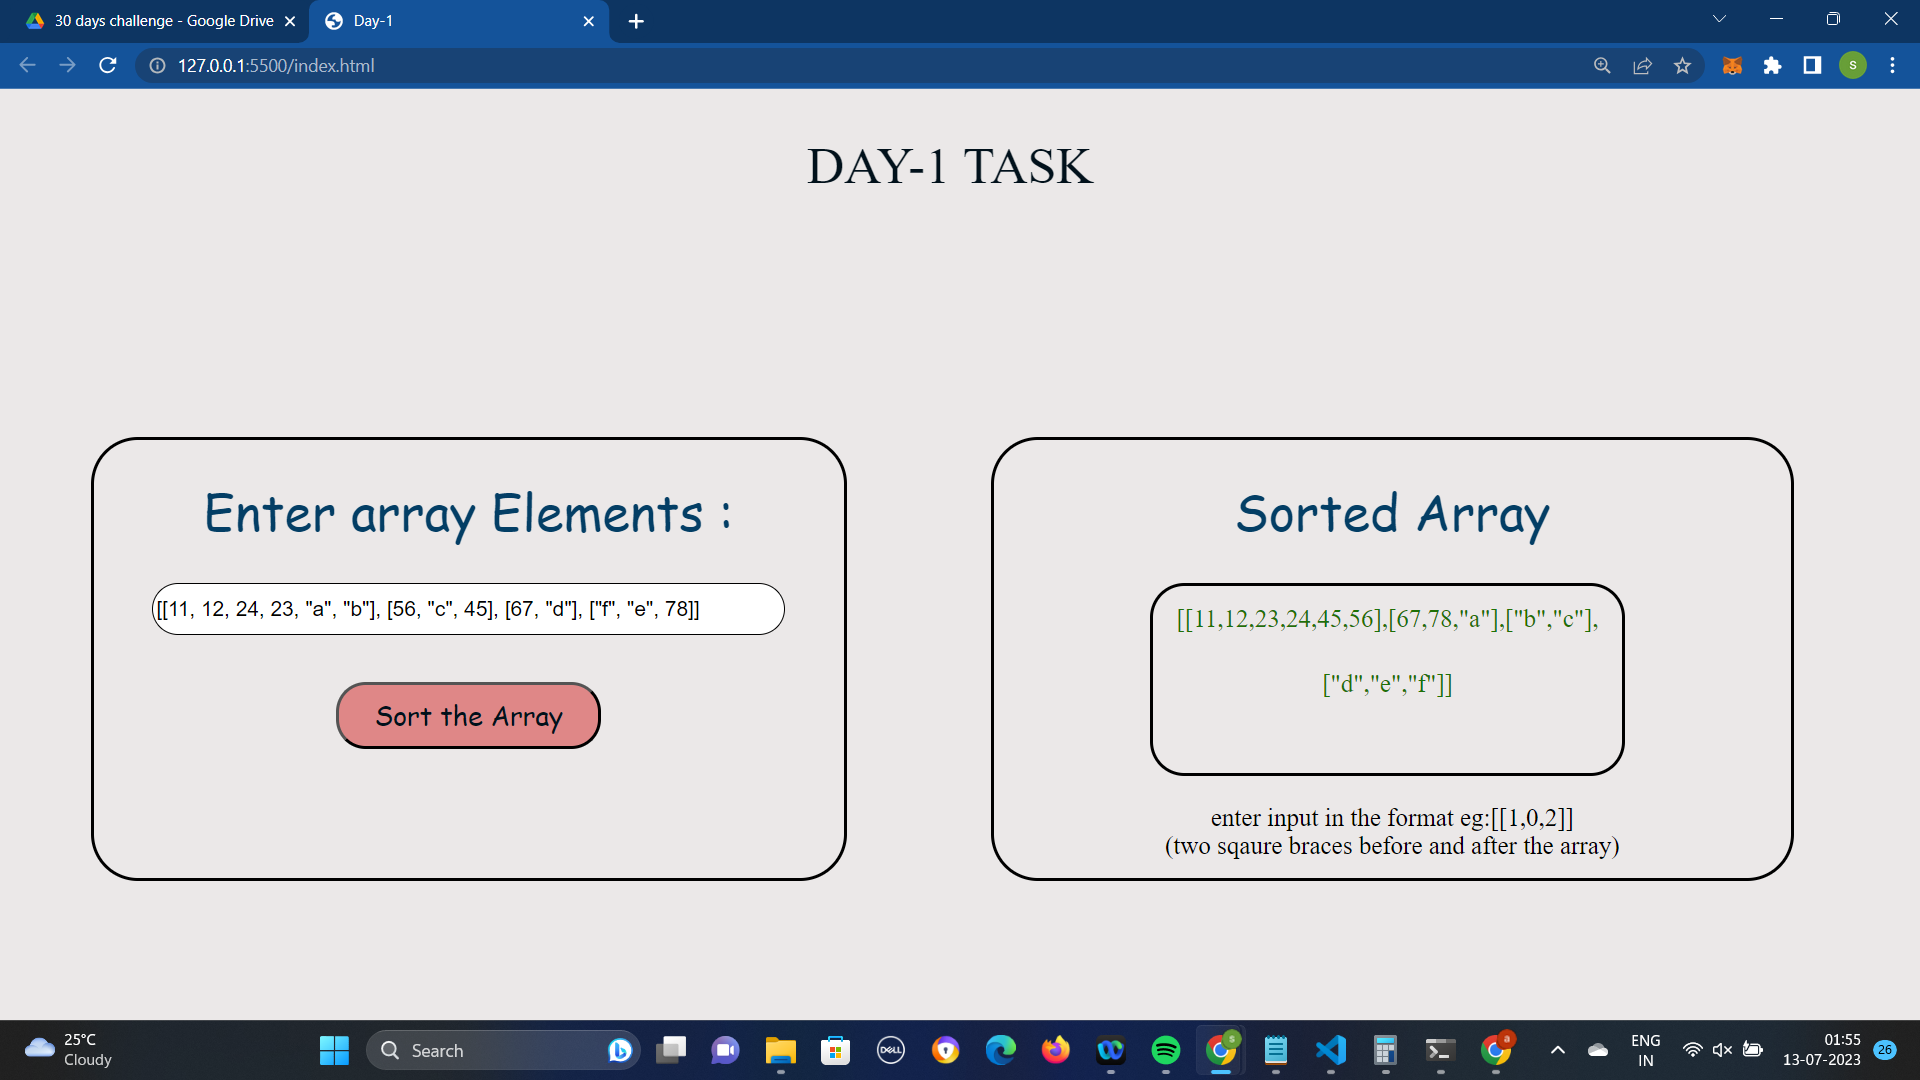 30 days challenge - Google Drive
Day-1
127.0.0.1:5500/index.html
S
DAY-1 TASK
Enter array Elements :
[[11, 12, 24, 23, "a", "b"], [56, "c", 45], [67, "d"], ["f", "e", 78]]
Sort the Array
Sorted Array
[[11,12,23,24,45,56],[67,78,"a"],["b","c"],
["d","e","f"]]
enter input in the format eg:[[1,0,2]]
(two sqaure braces before and after the array)
25°C
Cloudy
Search
DELL
S
a
ENG
IN
01:55
13-07-2023
26